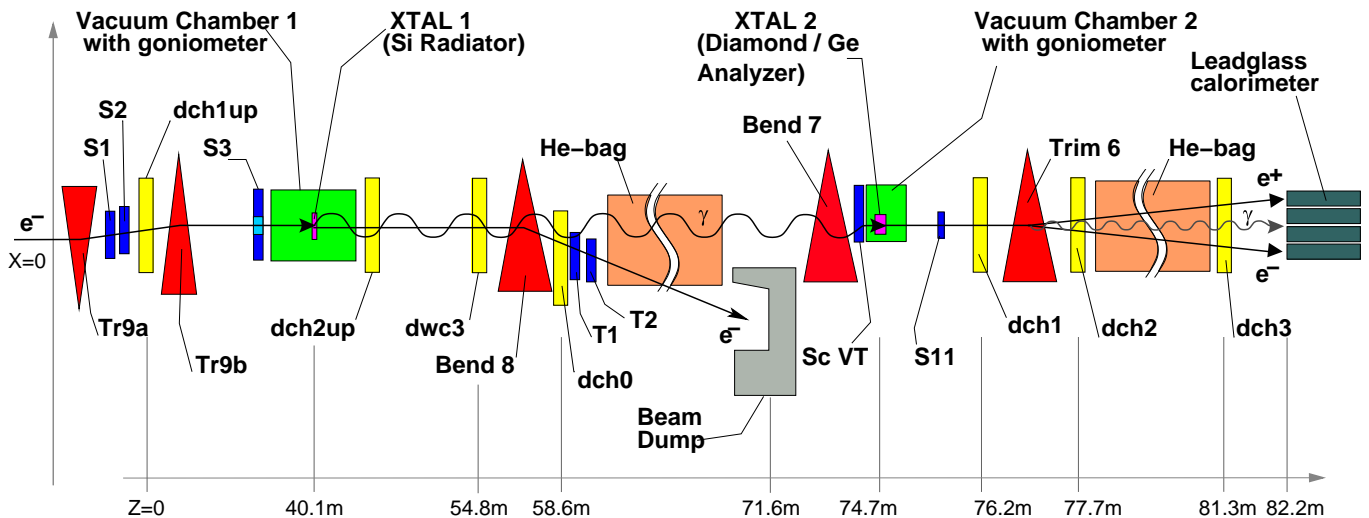 Vacuum Chamber 1
with goniometer
XTAL 1
(Si Radiator)
XTAL 2
(Diamond / Ge
Analyzer)
Vacuum Chamber 2
with goniometer
Leadglass
calorimeter
S1
S2
dch1up
S3
He−bag
Bend 7
Trim 6
He−bag
e−
X=0
γ
e+
γ
e−
Tr9a
Tr9b
dch2up
dwc3
Bend 8
dch0
T1
T2
e−
Beam
Dump
Sc VT
S11
dch1
dch2
dch3
Z=0
40.1m
54.8m
58.6m
71.6m
74.7m
76.2m
77.7m
81.3m
82.2m